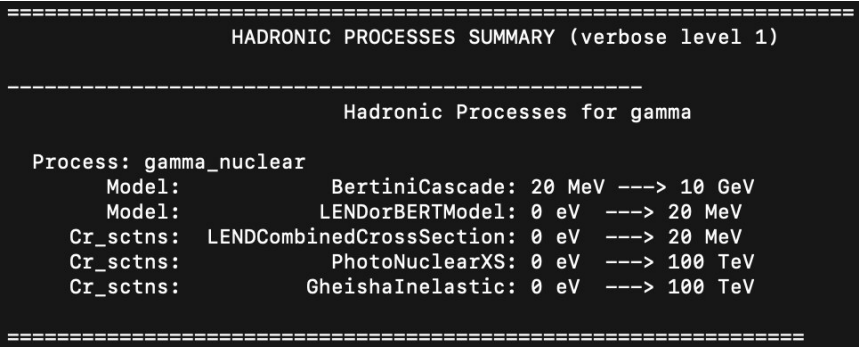 =====================================================================
HADRONIC PROCESSES SUMMARY (verbose level 1)
---------------------------------------------------
Hadronic Processes for gamma
Process: gamma_nuclear
Model: BertiniCascade: 20 MeV ---> 10 GeV
Model: LENDorBERTModel: 0 eV ---> 20 MeV
Cr_sctns: LENDCombinedCrossSection: 0 eV ---> 20 MeV
Cr_sctns: PhotoNuclearXS: 0 eV ---> 100 TeV
Cr_sctns: GheishaInelastic: 0 eV ---> 100 TeV
=================================================================